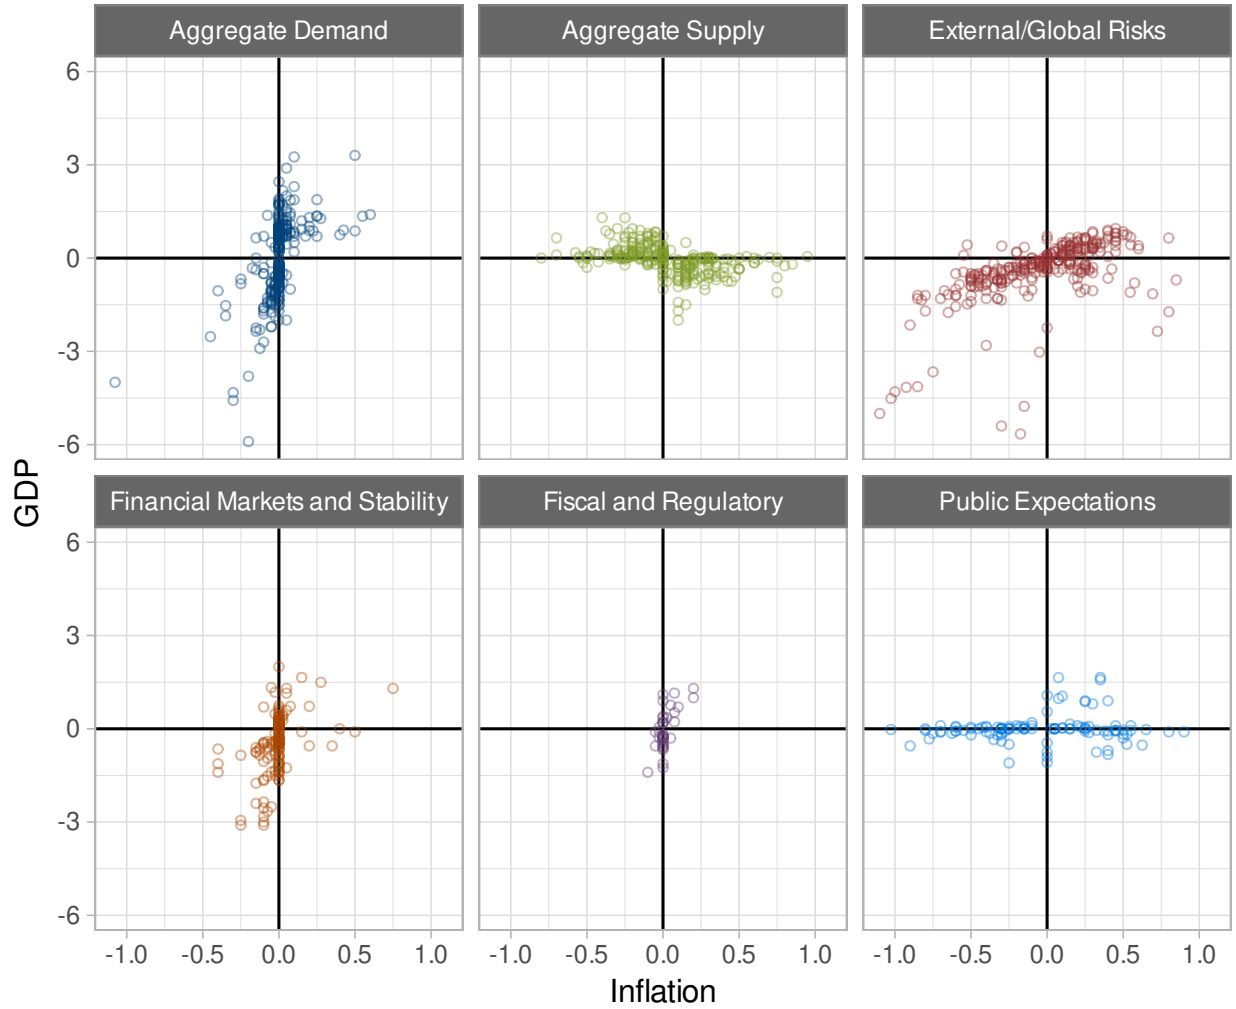 Aggregate Demand
Aggregate Supply
External/Global Risks
6
3
0
-3
-6
GDP
Financial Markets and Stability
Fiscal and Regulatory
Public Expectations
6
3
0
-3
-6
-1.0 -0.5 0.0 0.5 1.0
-1.0 -0.5 0.0 0.5 1.0
-1.0 -0.5 0.0 0.5 1.0
Inflation